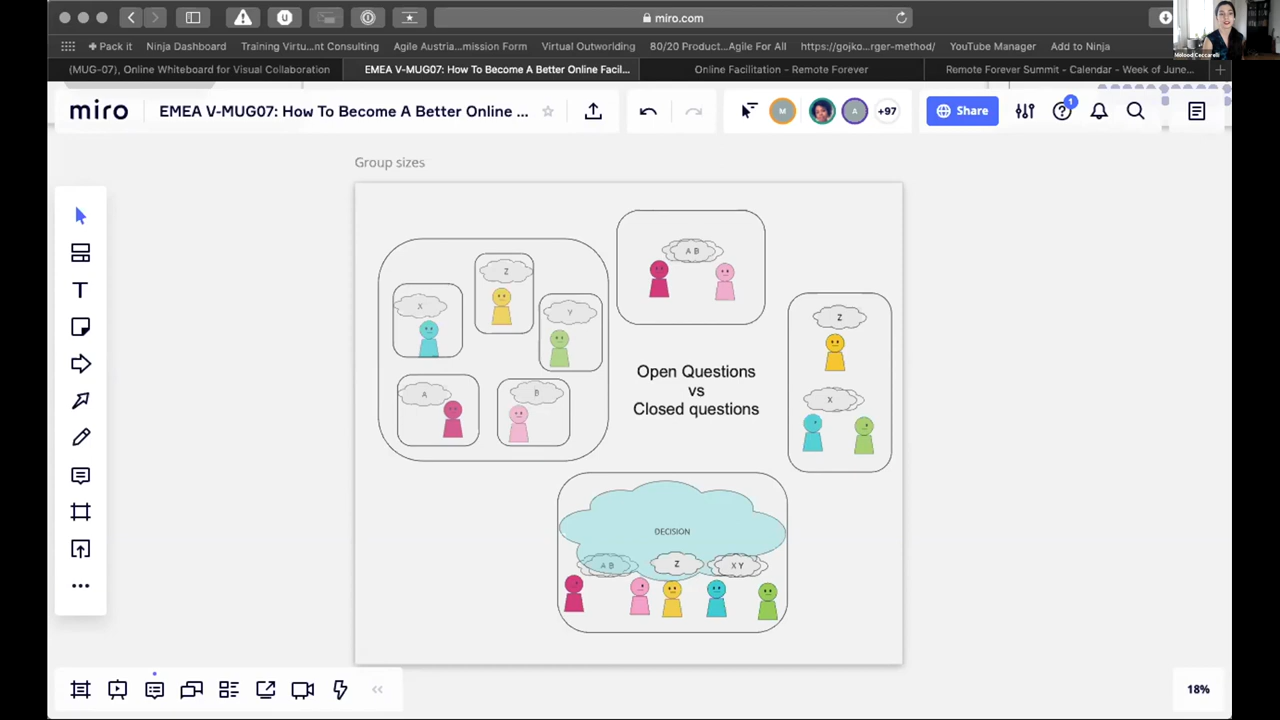 miro.com
Pack it
Ninja Dashboard
Training Virtu...nt Consulting
Agile Austria...mission Form
Virtual Outworlding
80/20 Product...Agile For All
https://gojko...rger-method/
YouTube Manager
Add to Ninja
(MUG-07), Online Whiteboard for Visual Collaboration
EMEA V-MUG07: How To Become A Better Online Facil...
Online Facilitation – Remote Forever
Remote Forever Summit - Calendar - Week of June...
miro
EMEA V-MUG07: How To Become A Better Online ...
M
A
+97
Share
1
Group sizes
Z
X
Y
A
B
A B
Z
X
Open Questions
vs
Closed questions
DECISION
A B
Z
X Y
18%